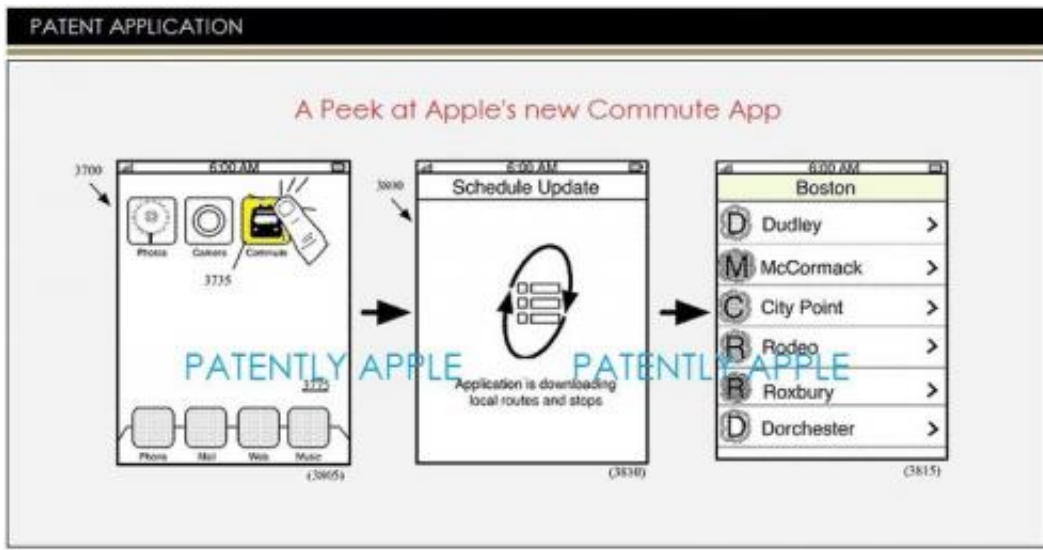 PATENT APPLICATION
A Peek at Apple's new Commute App
3700
6:00 AM
Photos
Camera
Commute
3735
3775
Phone
Mail
Web
Music
(3805)
3800
6:00 AM
Schedule Update
Application is downloading
local routes and stops
(3810)
6:00 AM
Boston
D Dudley >
M McCormack >
C City Point >
R Rodeo >
R Roxbury >
D Dorchester >
(3815)
PATENTLY APPLE
PATENTLY APPLE